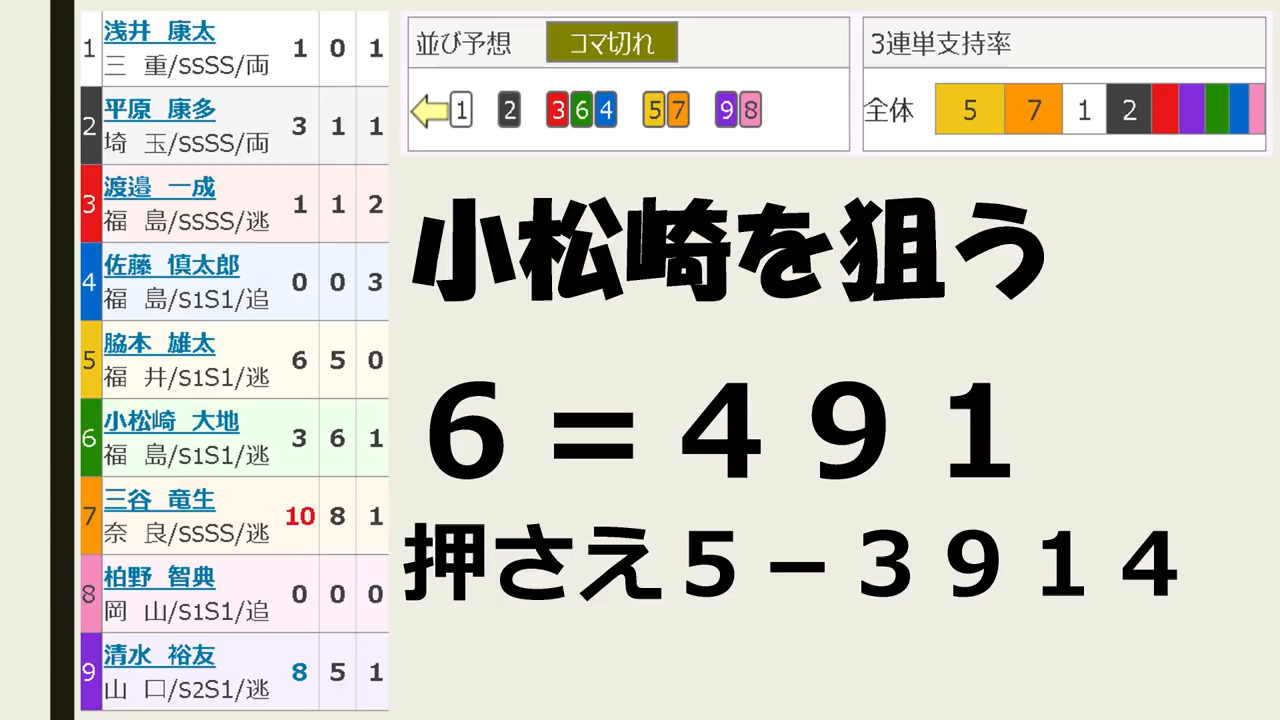 1 浅井 康太 1 0 1
三 重/ssSS/両
2 平原 康多 3 1 1
埼 玉/SSSS/両
3 渡邉 一成 1 1 2
福 島/ssSS/逃
4 佐藤 慎太郎 0 0 3
福 島/S1S1/追
5 脇本 雄太 6 5 0
福 井/S1S1/逃
6 小松崎 大地 3 6 1
福 島/S1S1/逃
7 三谷 竜生 10 8 1
奈 良/ssSS/逃
8 柏野 智典 0 0 0
岡 山/S1S1/追
9 清水 裕友 8 5 1
山 口/S2S1/逃
並び予想 コマ切れ
1 2 3 6 4 5 7 9 8
3連単支持率
全体 5 7 1 2
小松崎を狙う
6=491
押さえ5-3914